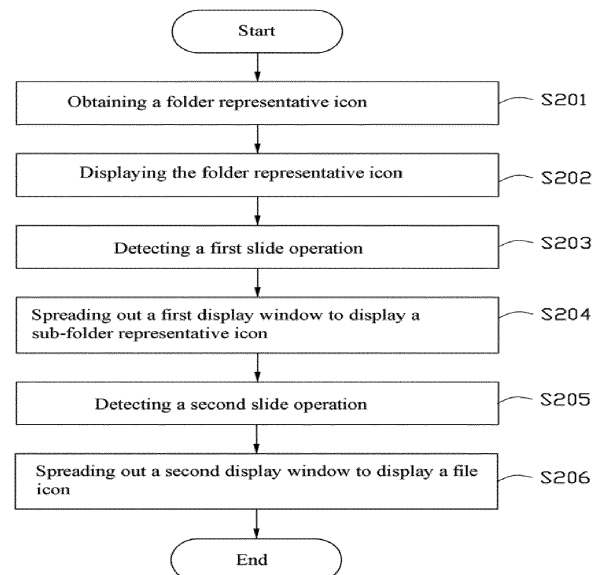 Start
Obtaining a folder representative icon
S201
Displaying the folder representative icon
S202
Detecting a first slide operation
S203
Spreading out a first display window to display a
sub-folder representative icon
S204
Detecting a second slide operation
S205
Spreading out a second display window to display a file
icon
S206
End